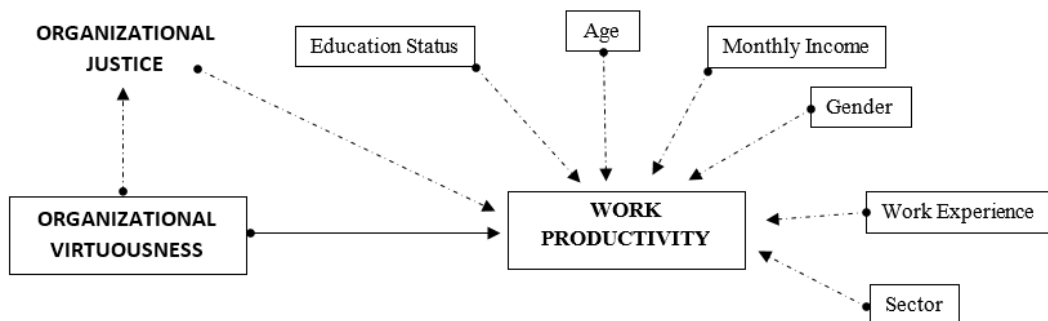 ORGANIZATIONAL
JUSTICE
Education Status
Age
Monthly Income
Gender
ORGANIZATIONAL
VIRTUOUSNESS
WORK
PRODUCTIVITY
Work Experience
Sector